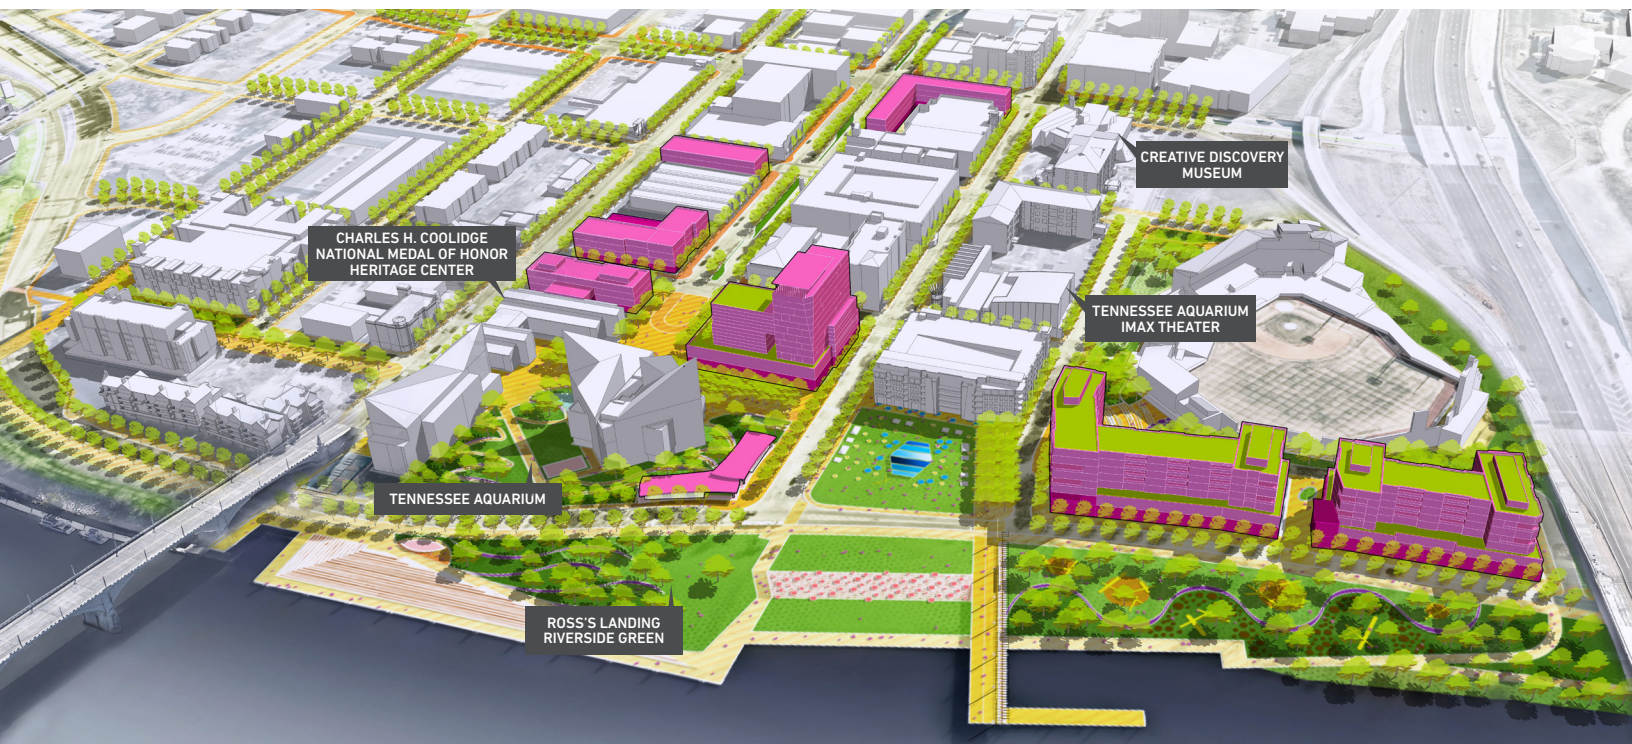 CREATIVE DISCOVERY
MUSEUM
CHARLES H. COOLIDGE
NATIONAL MEDAL OF HONOR
HERITAGE CENTER
TENNESSEE AQUARIUM
IMAX THEATER
TENNESSEE AQUARIUM
ROSS'S LANDING
RIVERSIDE GREEN